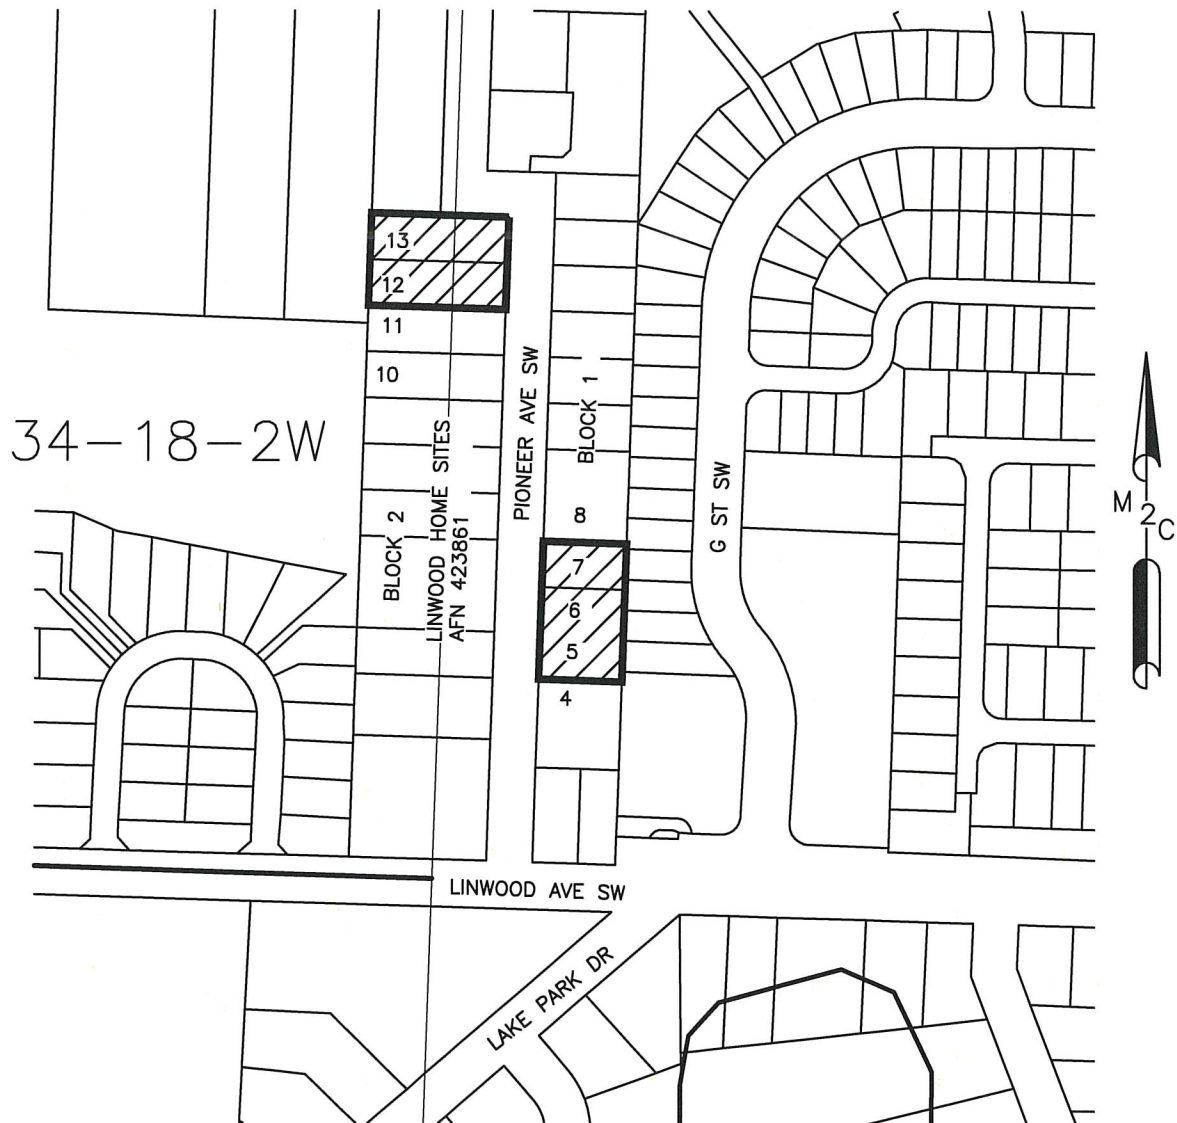 13
12
11
10
34-18-2W
BLOCK 2
LINWOOD HOME SITES
AFN 423861
PIONEER AVE SW
BLOCK 1
8
7
6
5
4
G ST SW
M 2 C
LINWOOD AVE SW
LAKE PARK DR